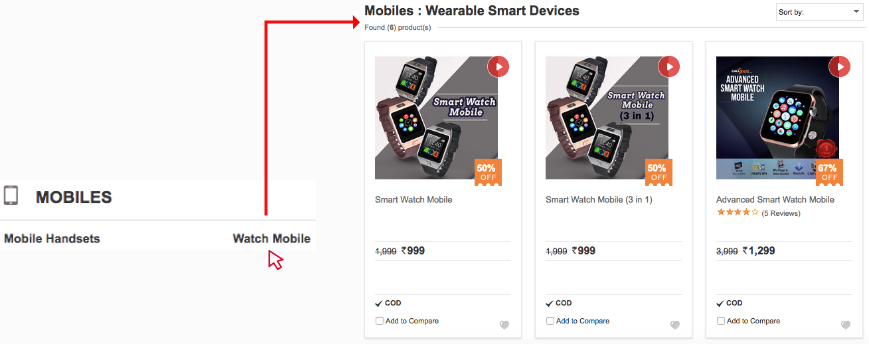 MOBILES
Mobile Handsets
Watch Mobile
Mobiles : Wearable Smart Devices
Sort by:
Found (6) product(s)
Smart Watch
Mobile
50%
OFF
Smart Watch Mobile
1,999 ₹999
COD
Add to Compare
Smart Watch
Mobile
(3 in 1)
50%
OFF
Smart Watch Mobile (3 in 1)
1,999 ₹999
COD
Add to Compare
ADVANCED
SMART WATCH
MOBILE
67%
OFF
Advanced Smart Watch Mobile
(5 Reviews)
3,999 ₹1,299
COD
Add to Compare